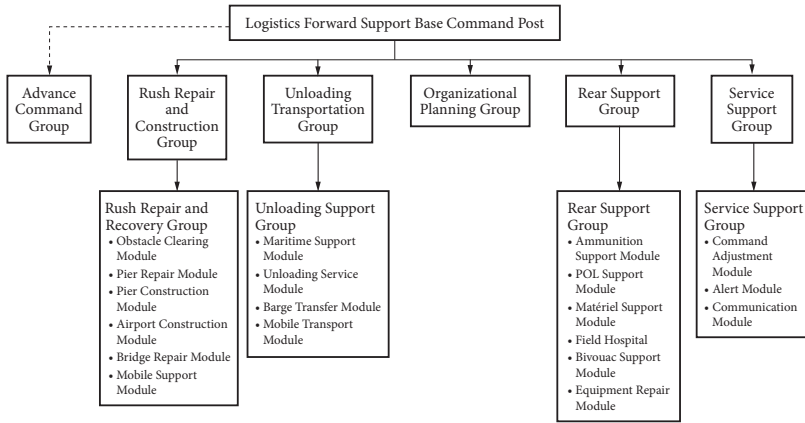 Logistics Forward Support Base Command Post
Advance
Command
Group
Rush Repair
and
Construction
Group
Unloading
Transportation
Group
Organizational
Planning Group
Rear Support
Group
Service
Support
Group
Rush Repair and
Recovery Group
• Obstacle Clearing
Module
• Pier Repair Module
• Pier Construction
Module
• Airport Construction
Module
• Bridge Repair Module
• Mobile Support
Module
Unloading Support
Group
• Maritime Support
Module
• Unloading Service
Module
• Barge Transfer Module
• Mobile Transport
Module
Rear Support
Group
• Ammunition
Support Module
• POL Support
Module
• Matériel Support
Module
• Field Hospital
• Bivouac Support
Module
• Equipment Repair
Module
Service Support
Group
• Command
Adjustment
Module
• Alert Module
• Communication
Module